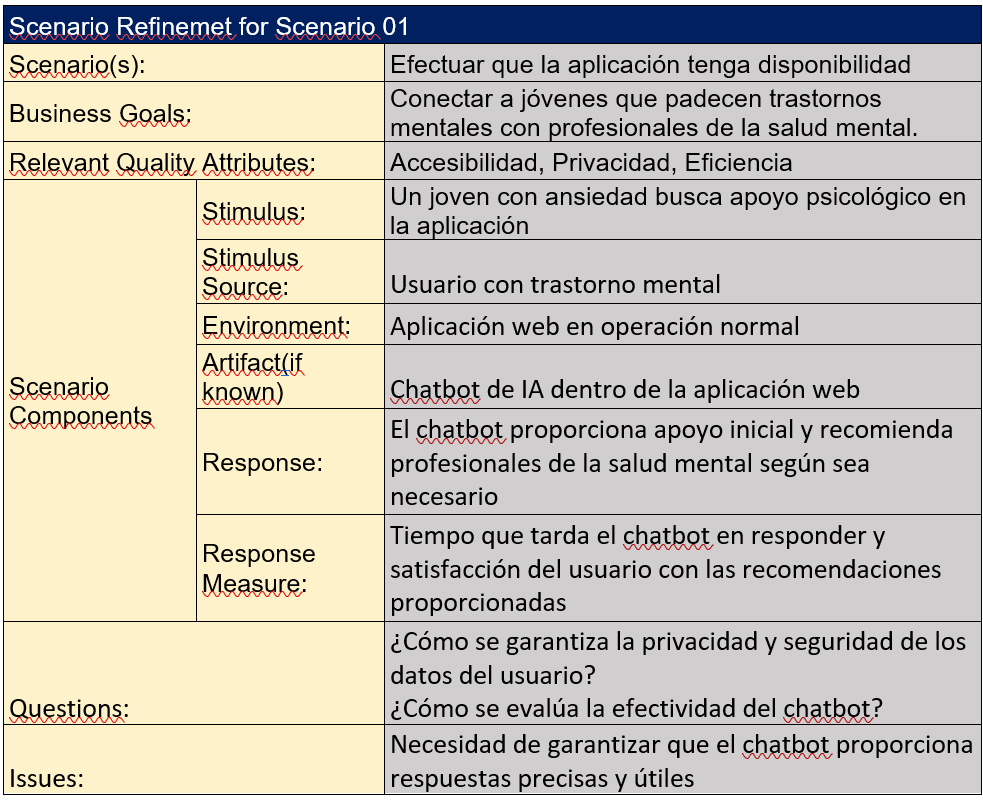 Scenario Refinemet for Scenario 01
Scenario(s):
Efectuar que la aplicación tenga disponibilidad
Business Goals:
Conectar a jóvenes que padecen trastornos
mentales con profesionales de la salud mental.
Relevant Quality Attributes:
Accesibilidad, Privacidad, Eficiencia
Scenario
Components
Stimulus:
Un joven con ansiedad busca apoyo psicológico en
la aplicación
Stimulus
Source:
Usuario con trastorno mental
Environment:
Aplicación web en operación normal
Artifact(if
known)
Chatbot de IA dentro de la aplicación web
Response:
El chatbot proporciona apoyo inicial y recomienda
profesionales de la salud mental según sea
necesario
Response
Measure:
Tiempo que tarda el chatbot en responder y
satisfacción del usuario con las recomendaciones
proporcionadas
Questions:
¿Cómo se garantiza la privacidad y seguridad de los
datos del usuario?
¿Cómo se evalúa la efectividad del chatbot?
Issues:
Necesidad de garantizar que el chatbot proporciona
respuestas precisas y útiles